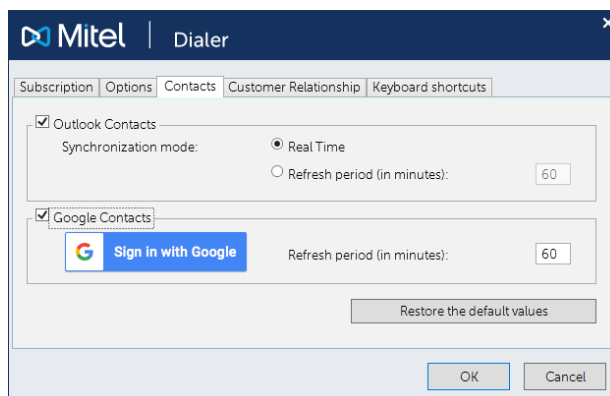 Mitel | Dialer
Subscription Options Contacts Customer Relationship Keyboard shortcuts
Outlook Contacts
Synchronization mode: Real Time
Refresh period (in minutes): 60
Google Contacts
G Sign in with Google Refresh period (in minutes): 60
Restore the default values
OK Cancel